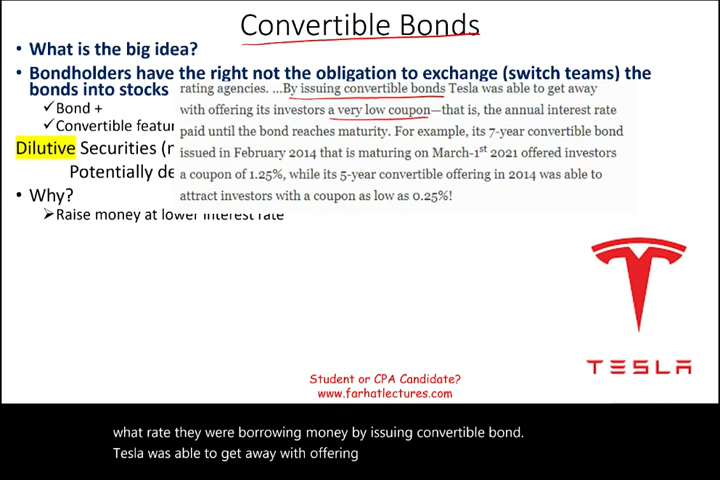 Convertible Bonds
• What is the big idea?
• Bondholders have the right not the obligation to exchange (switch teams) the
bonds into stocks
rating agencies. ...By issuing convertible bonds Tesla was able to get away
✓Bond +
with offering its investors a very low coupon—that is, the annual interest rate
✓Convertible featur
paid until the bond reaches maturity. For example, its 7-year convertible bond
Dilutive Securities (
issued in February 2014 that is maturing on March-1st 2021 offered investors
Potentially de
a coupon of 1.25%, while its 5-year convertible offering in 2014 was able to
• Why?
attract investors with a coupon as low as 0.25%!
➢Raise money at lower interest rate
TESLA
Student or CPA Candidate?
www.farhatlectures.com
what rate they were borrowing money by issuing convertible bond.
Tesla was able to get away with offering